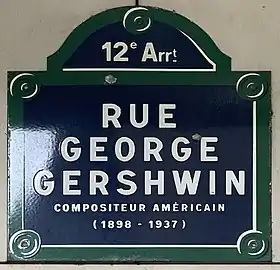 12e Arrt
RUE
GEORGE
GERSHWIN
COMPOSITEUR AMÉRICAIN
(1898 - 1937)